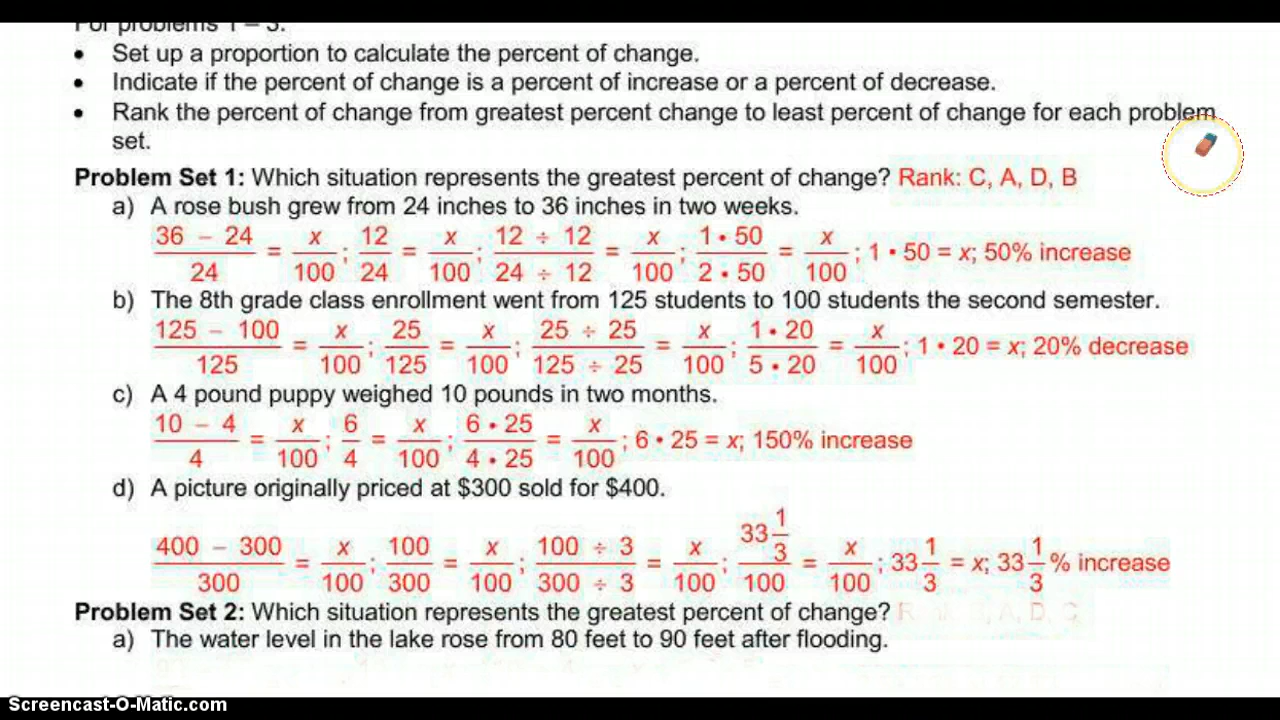 For problems 1 – 3:
• Set up a proportion to calculate the percent of change.
• Indicate if the percent of change is a percent of increase or a percent of decrease.
• Rank the percent of change from greatest percent change to least percent of change for each problem
set.
Problem Set 1: Which situation represents the greatest percent of change? Rank: C, A, D, B
a) A rose bush grew from 24 inches to 36 inches in two weeks.
36 – 24 / 24 = x / 100 ; 12 / 24 = x / 100 ; 12 ÷ 12 / 24 ÷ 12 = x / 100 ; 1 • 50 / 2 • 50 = x / 100 ; 1 • 50 = x; 50% increase
b) The 8th grade class enrollment went from 125 students to 100 students the second semester.
125 – 100 / 125 = x / 100 ; 25 / 125 = x / 100 ; 25 ÷ 25 / 125 ÷ 25 = x / 100 ; 1 • 20 / 5 • 20 = x / 100 ; 1 • 20 = x; 20% decrease
c) A 4 pound puppy weighed 10 pounds in two months.
10 – 4 / 4 = x / 100 ; 6 / 4 = x / 100 ; 6 • 25 / 4 • 25 = x / 100 ; 6 • 25 = x; 150% increase
d) A picture originally priced at $300 sold for $400.
400 – 300 / 300 = x / 100 ; 100 / 300 = x / 100 ; 100 ÷ 3 / 300 ÷ 3 = x / 100 ; 33 1/3 / 100 = x / 100 ; 33 1/3 = x; 33 1/3 % increase
Problem Set 2: Which situation represents the greatest percent of change? A, D, C
a) The water level in the lake rose from 80 feet to 90 feet after flooding.
Screencast-O-Matic.com